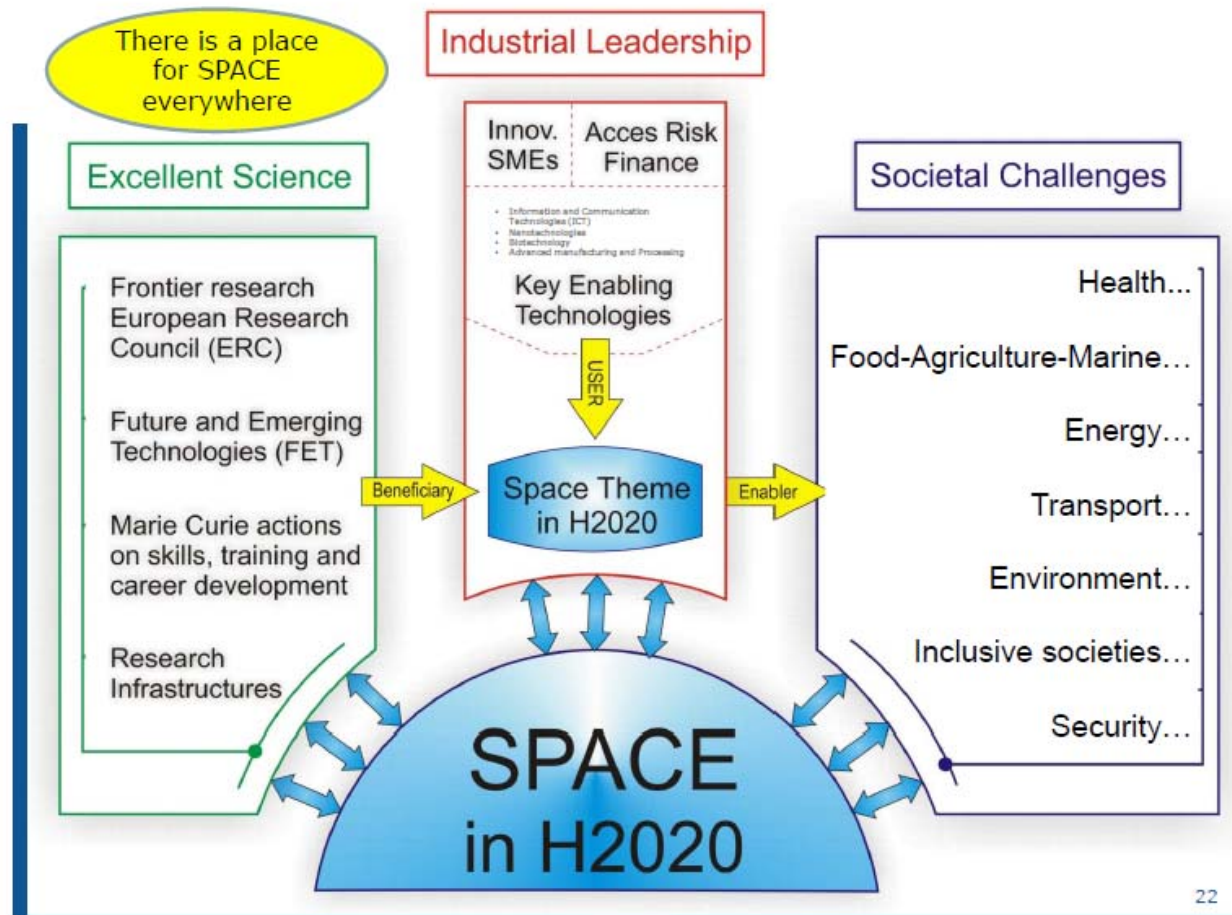 There is a place
for SPACE
everywhere
Industrial Leadership
Excellent Science
Societal Challenges
Innov.
SMEs
Acces Risk
Finance
• Information and Communication
Technologies (ICT)
• Nanotechnologies
• Biotechnology
• Advanced manufacturing and Processing
Key Enabling
Technologies
USER
Frontier research
European Research
Council (ERC)
Future and Emerging
Technologies (FET)
Marie Curie actions
on skills, training and
career development
Research
Infrastructures
Beneficiary
Space Theme
in H2020
Enabler
Health...
Food-Agriculture-Marine...
Energy...
Transport...
Environment...
Inclusive societies...
Security...
SPACE
in H2020
22